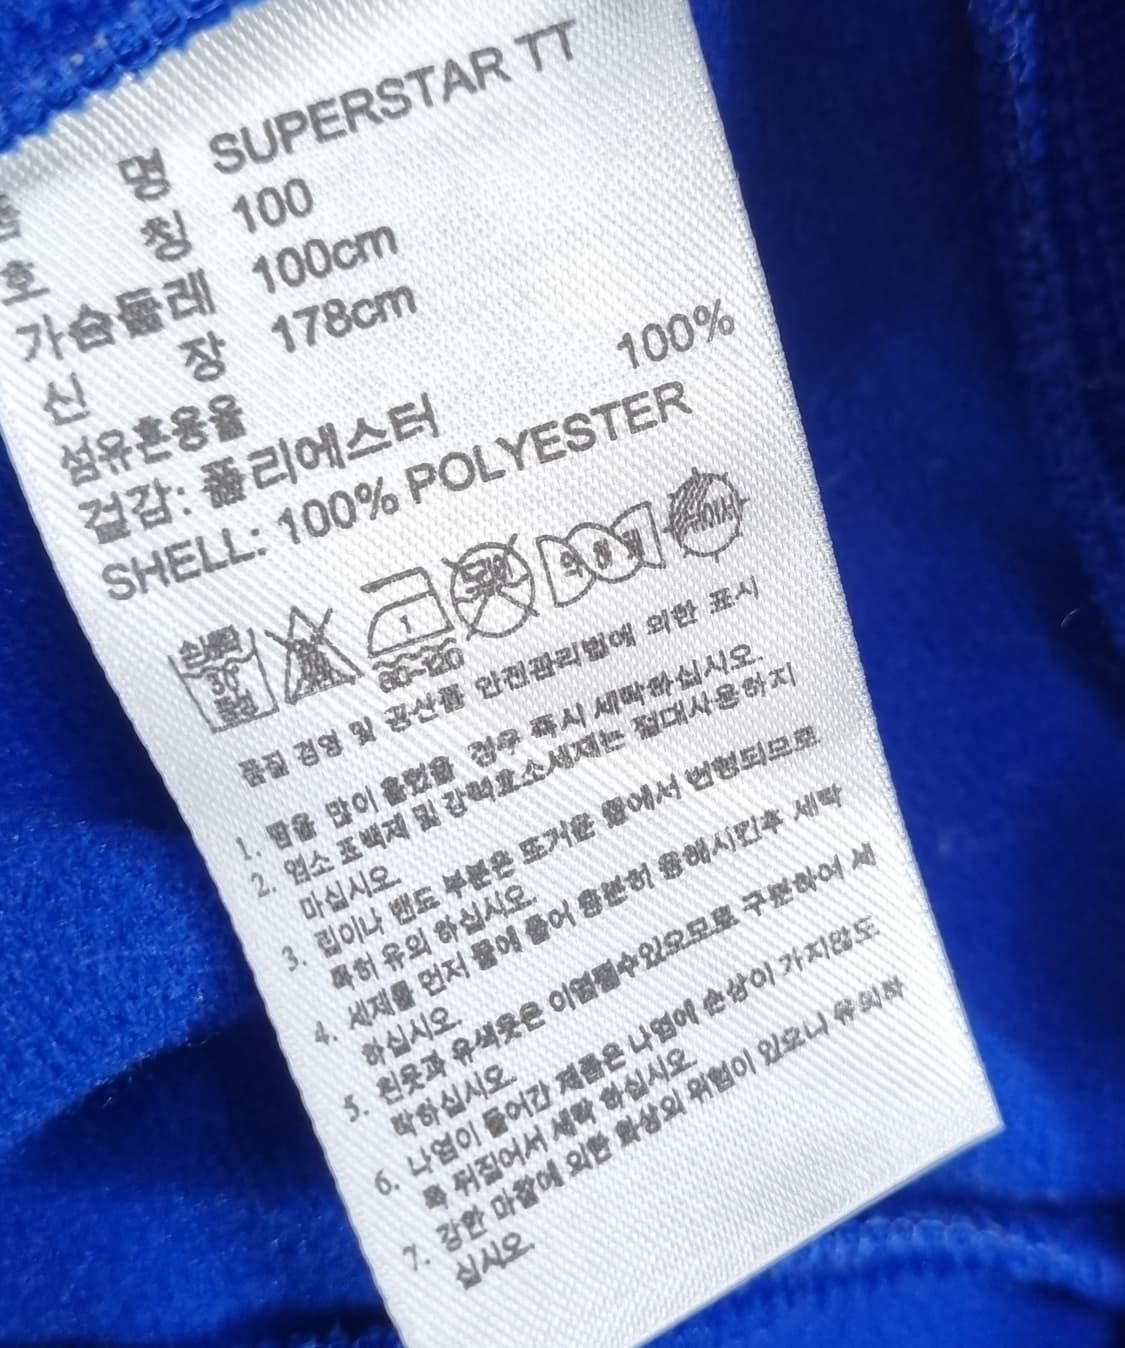 품 명 SUPERSTAR TT
호 칭 100
가슴둘레 100cm
신 장 178cm
섬유혼용율
겉감: 폴리에스터 100%
SHELL: 100% POLYESTER
손세탁 30 중성
1 80~120
드라이
약하게
뉘어서
품질 경영 및 공산품 안전관리법에 의한 표시
1. 땀을 많이 흘렸을 경우 즉시 세탁하십시오.
2. 염소 표백제 및 강력효소세제는 절대사용하지
마십시오.
3. 립이나 밴드 부분은 뜨거운 물에서 변형되므로
특히 유의 하십시오.
4. 세제를 먼저 물에 풀어 충분히 용해시킨후 세탁
하십시오.
5. 흰옷과 유색옷은 이염될수있으므로 구분하여 세
탁하십시오.
6. 나염이 들어간 제품은 나염에 손상이 가지않도
록 뒤집어서 세탁 하십시오.
7. 강한 마찰에 의한 화상의 위험이 있으니 유의하
십시오.